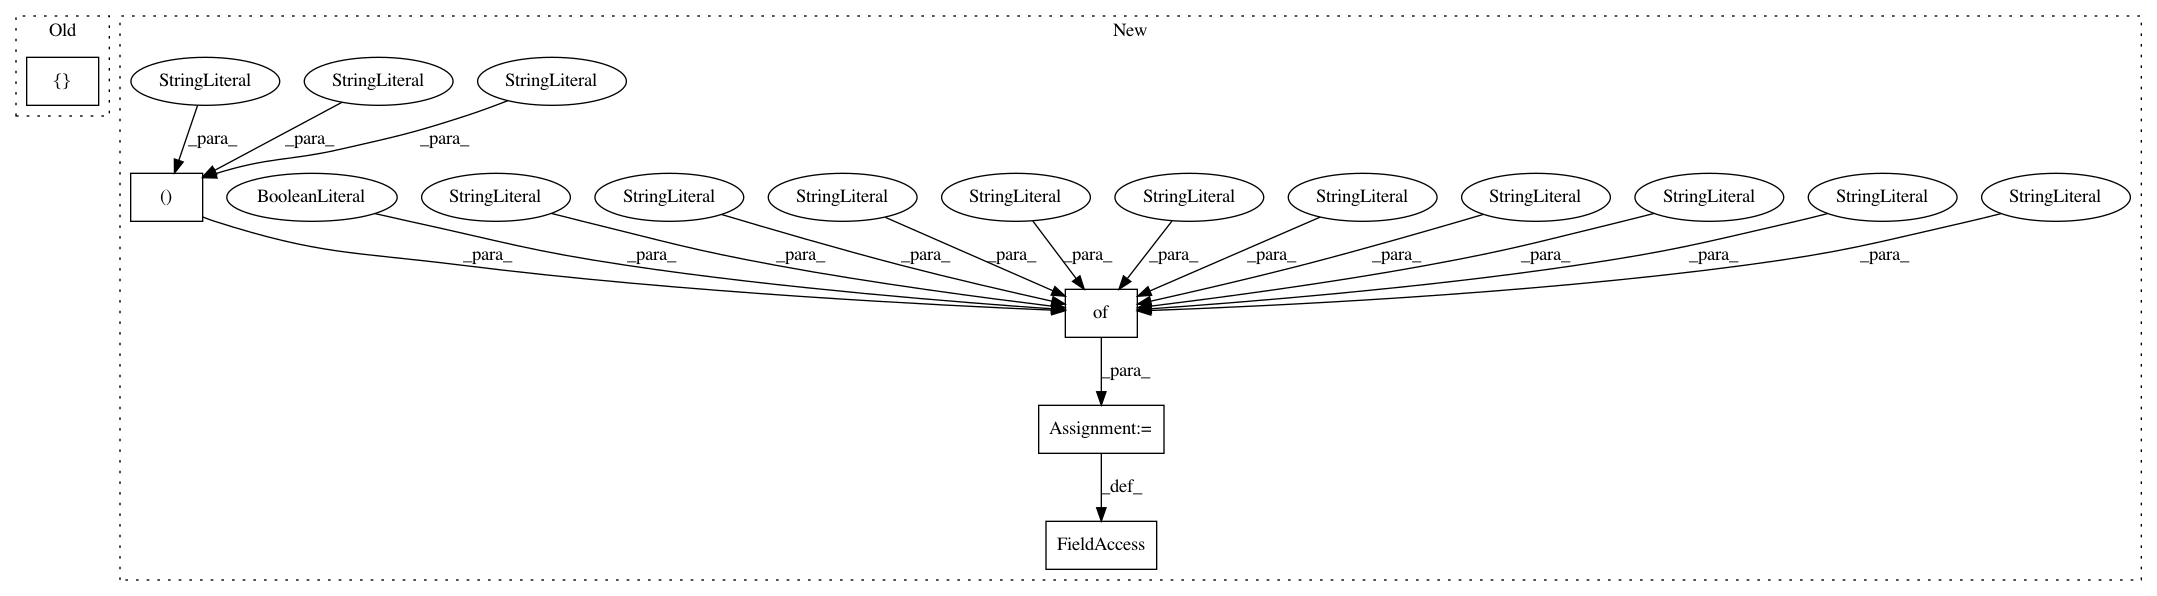 Old
New
{}
StringLiteral
StringLiteral
StringLiteral
_para_
_para_
_para_
()
BooleanLiteral
StringLiteral
StringLiteral
StringLiteral
StringLiteral
StringLiteral
StringLiteral
StringLiteral
StringLiteral
StringLiteral
StringLiteral
_para_
_para_
_para_
_para_
_para_
_para_
_para_
_para_
_para_
_para_
_para_
_para_
of
_para_
Assignment:=
_def_
FieldAccess